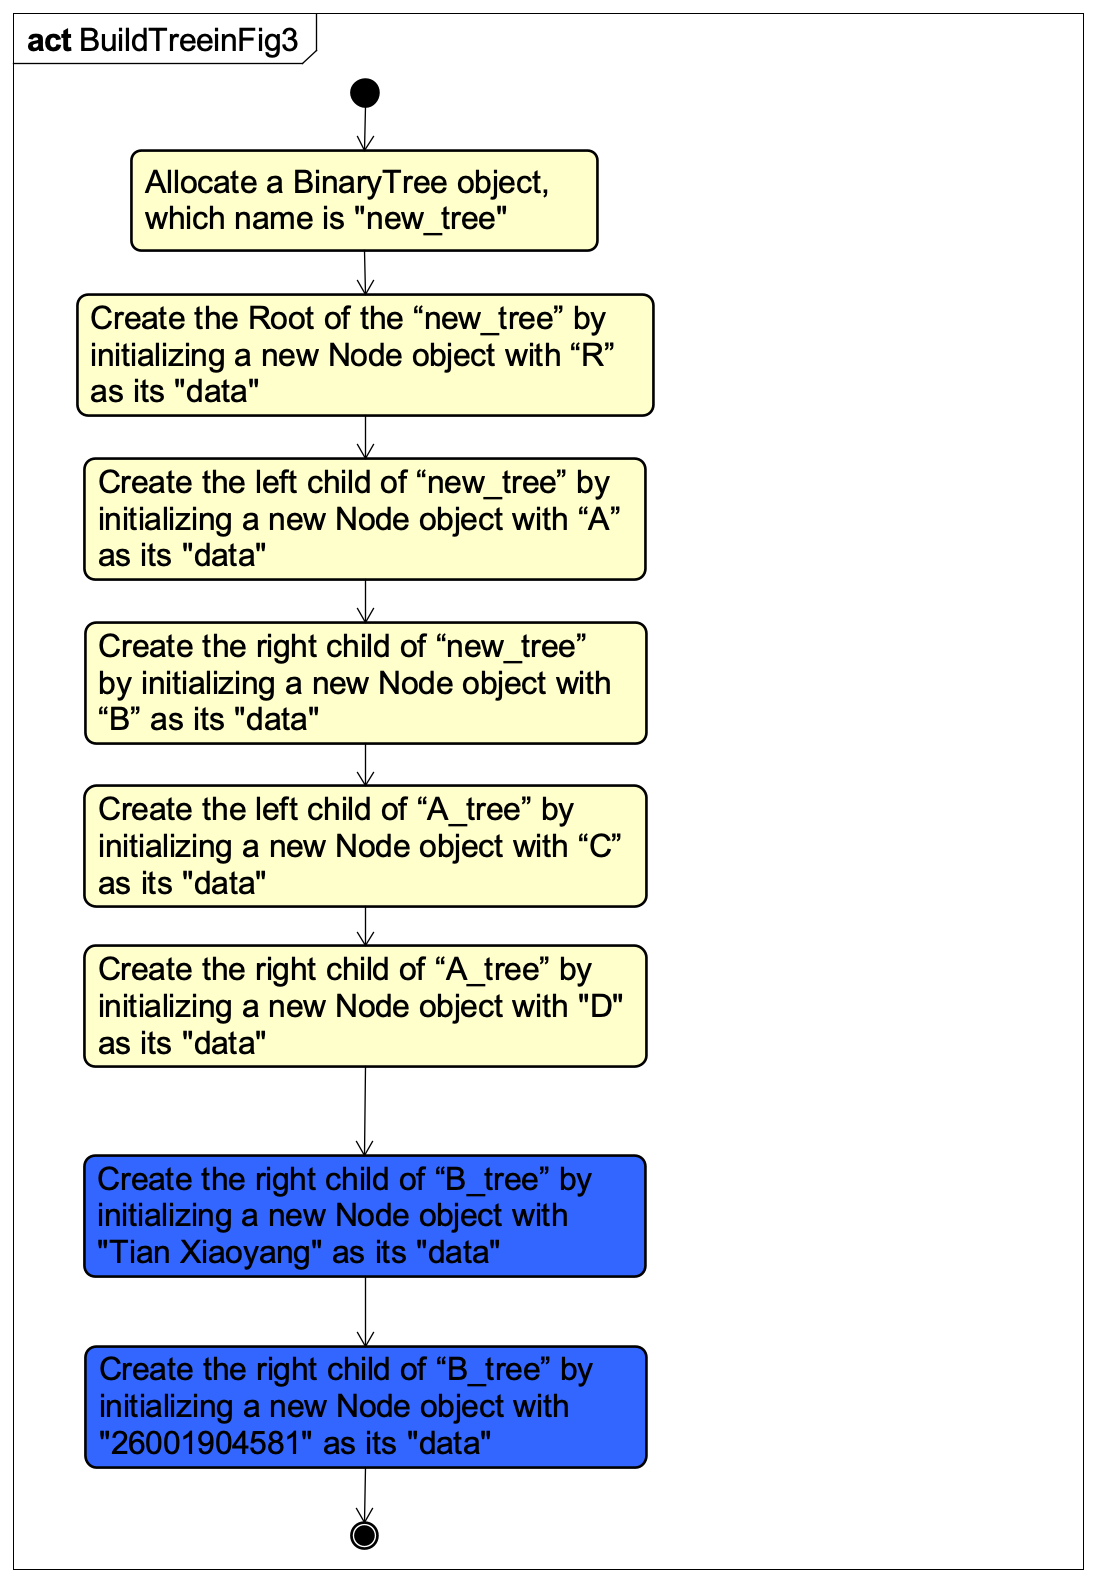 act BuildTreeinFig3
Allocate a BinaryTree object,
which name is "new_tree"
Create the Root of the “new_tree” by
initializing a new Node object with “R”
as its "data"
Create the left child of “new_tree” by
initializing a new Node object with “A”
as its "data"
Create the right child of “new_tree”
by initializing a new Node object with
“B” as its "data"
Create the left child of “A_tree” by
initializing a new Node object with “C”
as its "data"
Create the right child of “A_tree” by
initializing a new Node object with "D"
as its "data"
Create the right child of “B_tree” by
initializing a new Node object with
"Tian Xiaoyang" as its "data"
Create the right child of “B_tree” by
initializing a new Node object with
"26001904581" as its "data"